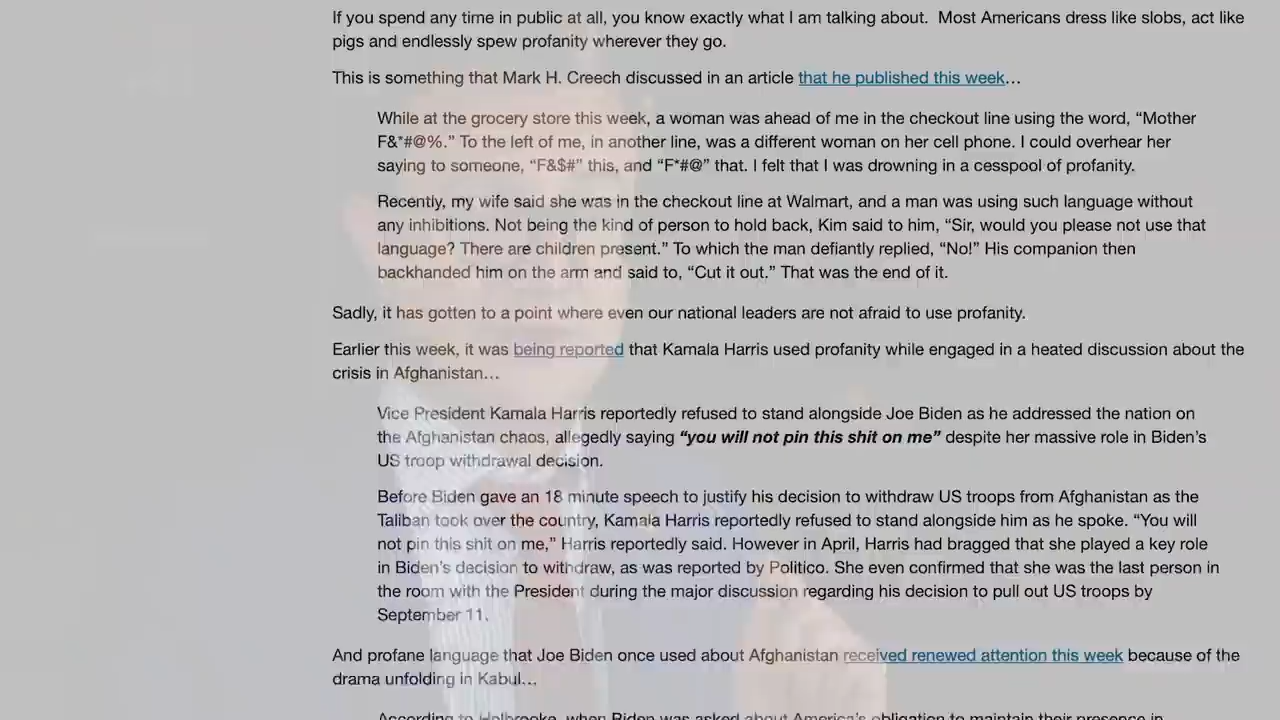 If you spend any time in public at all, you know exactly what I am talking about.  Most Americans dress like slobs, act like
pigs and endlessly spew profanity wherever they go.
This is something that Mark H. Creech discussed in an article that he published this week…
While at the grocery store this week, a woman was ahead of me in the checkout line using the word, “Mother
F&*#@%.” To the left of me, in another line, was a different woman on her cell phone. I could overhear her
saying to someone, “F&$#” this, and “F*#@” that. I felt that I was drowning in a cesspool of profanity.
Recently, my wife said she was in the checkout line at Walmart, and a man was using such language without
any inhibitions. Not being the kind of person to hold back, Kim said to him, “Sir, would you please not use that
language? There are children present.” To which the man defiantly replied, “No!” His companion then
backhanded him on the arm and said to, “Cut it out.” That was the end of it.
Sadly, it has gotten to a point where even our national leaders are not afraid to use profanity.
Earlier this week, it was being reported that Kamala Harris used profanity while engaged in a heated discussion about the
crisis in Afghanistan…
Vice President Kamala Harris reportedly refused to stand alongside Joe Biden as he addressed the nation on
the Afghanistan chaos, allegedly saying “you will not pin this shit on me” despite her massive role in Biden’s
US troop withdrawal decision.
Before Biden gave an 18 minute speech to justify his decision to withdraw US troops from Afghanistan as the
Taliban took over the country, Kamala Harris reportedly refused to stand alongside him as he spoke. “You will
not pin this shit on me,” Harris reportedly said. However in April, Harris had bragged that she played a key role
in Biden’s decision to withdraw, as was reported by Politico. She even confirmed that she was the last person in
the room with the President during the major discussion regarding his decision to pull out US troops by
September 11.
And profane language that Joe Biden once used about Afghanistan received renewed attention this week because of the
drama unfolding in Kabul…
According to Holbrooke, when Biden was asked about America’s obligation to maintain their presence in